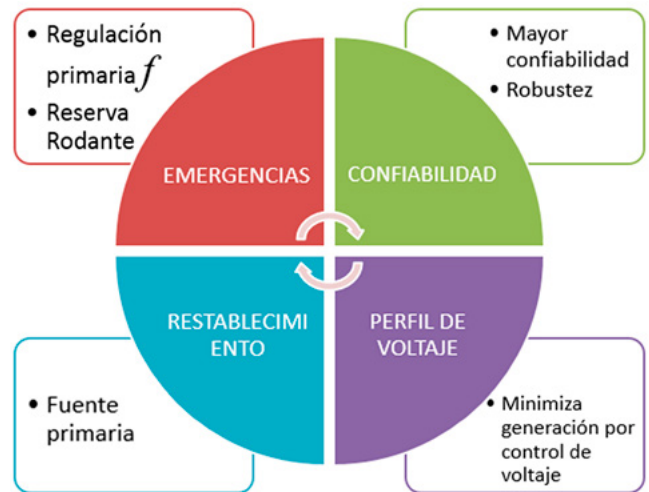 • Regulación
primaria f
• Reserva
Rodante
EMERGENCIAS
• Mayor
confiabilidad
• Robustez
CONFIABILIDAD
RESTABLECIMI
ENTO
• Fuente
primaria
PERFIL DE
VOLTAJE
• Minimiza
generación por
control de
voltaje